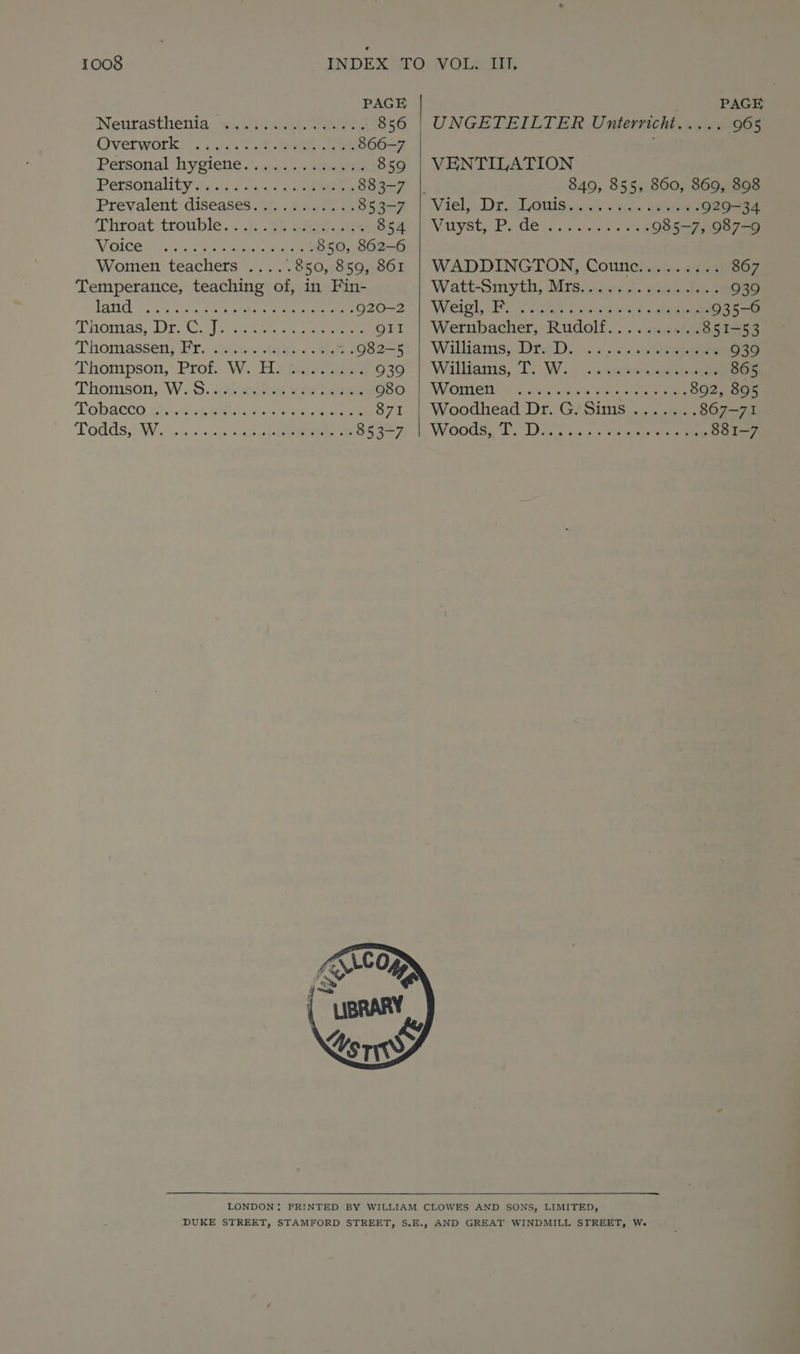 1008 INDEX TO VOL. III.
PAGE
Neurasthenia .............. 856
Overwork ................866–7
Personal hygiene............ 859
Personality................883–7
Prevalent diseases...........853–7
Throat trouble.............. 854
Voice ...............850, 862–6
Women teachers .....850, 859, 861
Temperance, teaching of, in Fin-
land .....................920–2
Thomas, Dr. C. J............. 911
Thomassen, Fr. ............982–5
Thompson, Prof. W. H. ....... 939
Thomson, W. S............... 980
Tobacco ................... 871
Todds, W. .................853–7
PAGE
UNGETEILTER Unterricht..... 965
VENTILATION
849, 855, 860, 869, 898
Viel, Dr. Louis..............929–34
Vuyst, P. de ...........985–7, 987–9
WADDINGTON, Counc......... 867
Watt-Smyth, Mrs............. 939
Weigl, F. ..................935–6
Wernbacher, Rudolf..........851–53
Williams, Dr. D. ............. 939
Williams, T. W. ............. 865
Women ..................892, 895
Woodhead Dr. G. Sims .......867–71
Woods, T. D.................881–7
WELLCOME
LIBRARY
INSTITUTE
LONDON: PRINTED BY WILLIAM CLOWES AND SONS, LIMITED,
DUKE STREET, STAMFORD STREET, S.E., AND GREAT WINDMILL STREET, W.